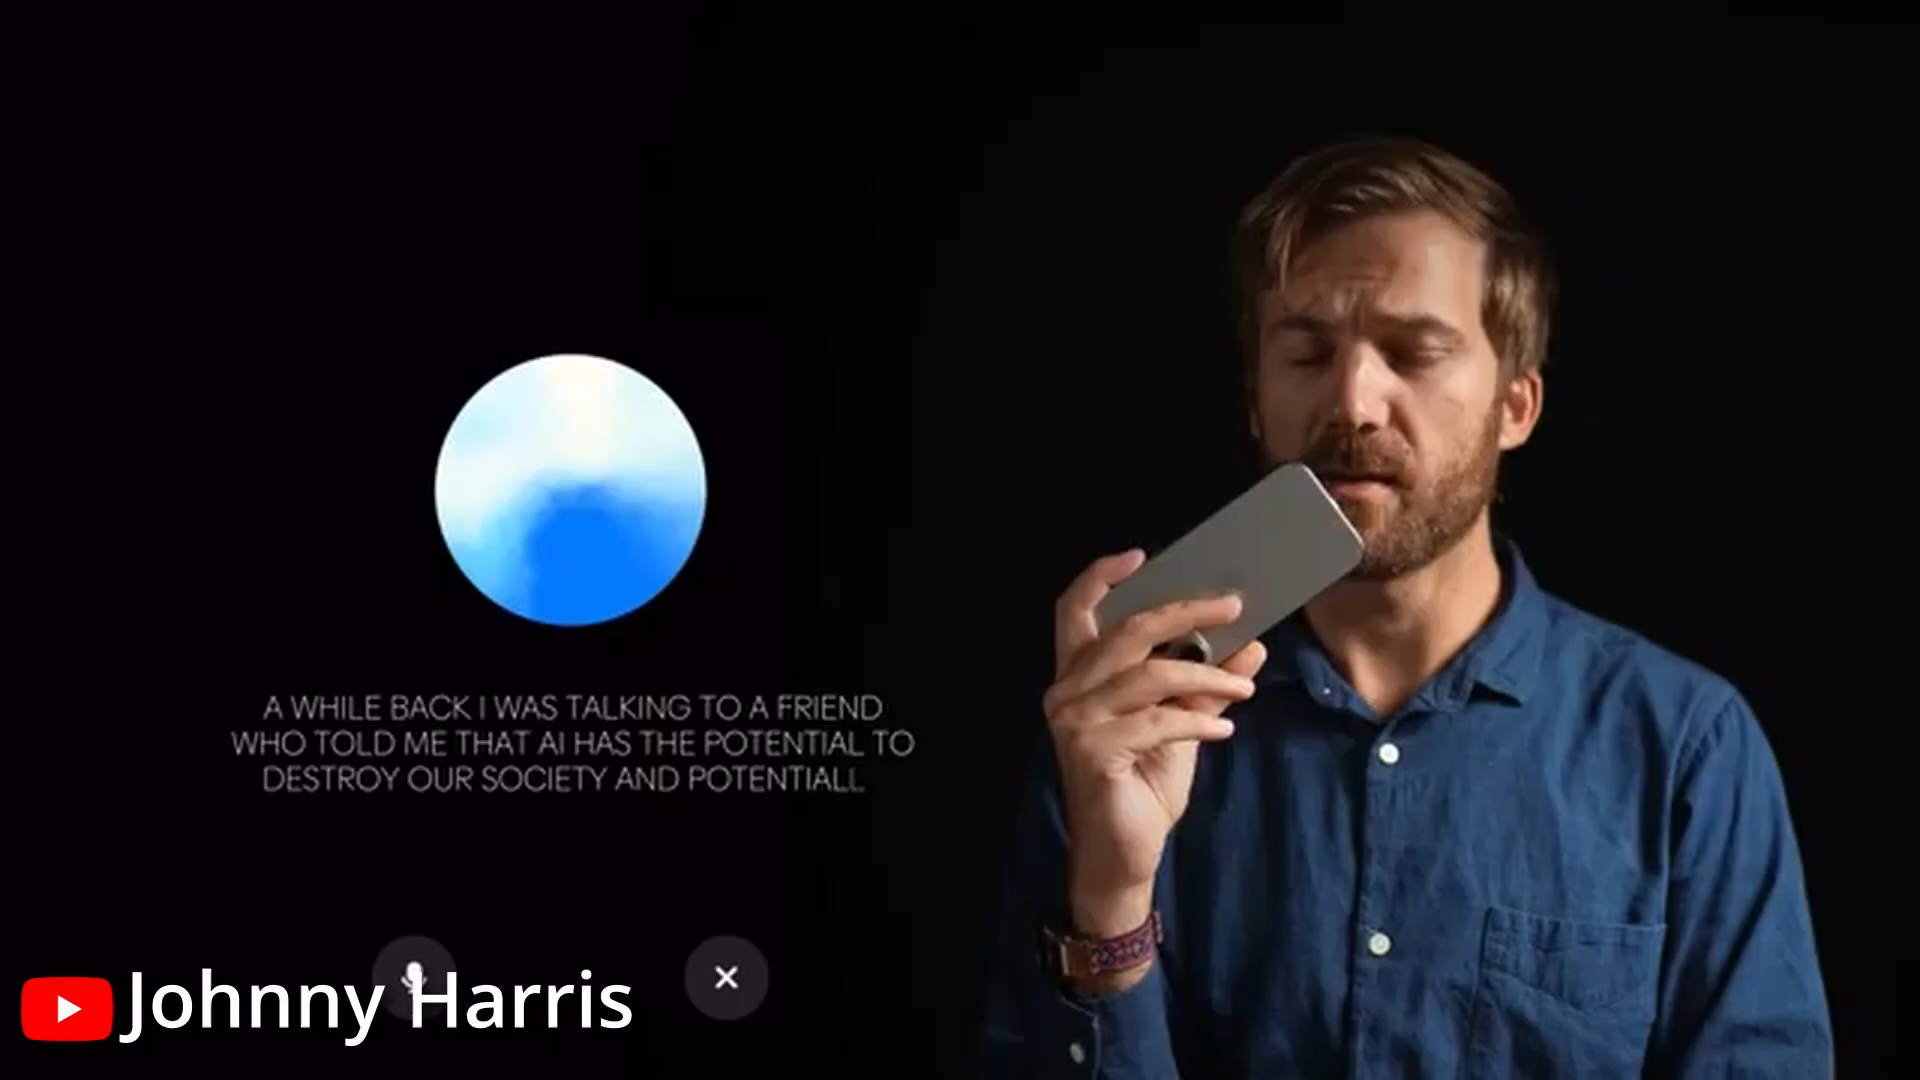 A WHILE BACK I WAS TALKING TO A FRIEND
WHO TOLD ME THAT AI HAS THE POTENTIAL TO
DESTROY OUR SOCIETY AND POTENTIALL
Johnny Harris